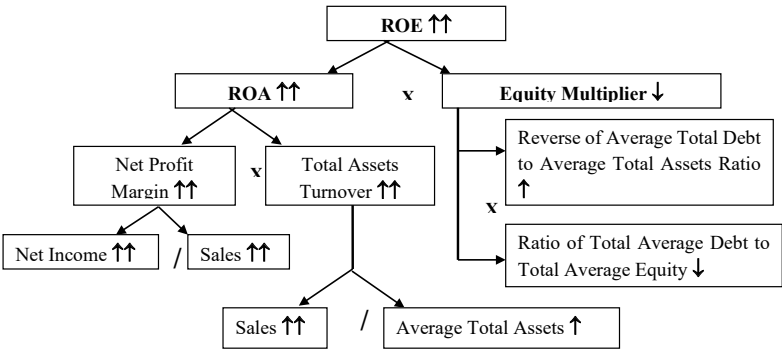 ROE ↑↑
ROA ↑↑
x
Equity Multiplier ↓
Net Profit
Margin ↑↑
x
Total Assets
Turnover ↑↑
Reverse of Average Total Debt
to Average Total Assets Ratio
↑
x
Ratio of Total Average Debt to
Total Average Equity ↓
Net Income ↑↑
/
Sales ↑↑
Sales ↑↑
/
Average Total Assets ↑